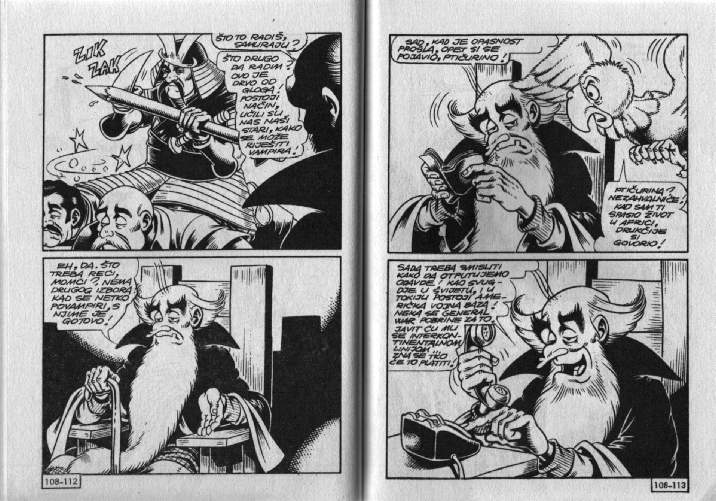 ZIK
ZAK
ŠTO TO RADIŠ,
SAMURAJU?
ŠTO DRUGO
DA RADIM!
OVO JE
DRVO OD
GLOGA!
POSTOJI
NAČIN,
UČILI SU
NAS NAŠI
STARI, KAKO
SE MOŽE
RIJEŠITI
VAMPIRA!
EH, DA. ŠTO
TREBA REĆI,
MOMCI? NEMA
DRUGOG IZBORA!
KAD SE NETKO
POVAMPIRI, S
NJIME JE
GOTOVO!
108-112
SAD, KAD JE OPASNOST
PROŠLA, OPET SI SE
POJAVIO, PTIČURINO!
PTIČURINA?
NEZAHVALNIČE!
KAD SAM TI
SPASIO ŽIVOT
U AFRICI,
DRUKČIJE
SI
GOVORIO!
SADA TREBA SMISLITI
KAKO DA OTPUTUJEMO
ODAVDE! KAO SVUG-
DJE U SVIJETU, I U
TOKIJU POSTOJI AME-
RIČKA VOJNA BAZA!
NEKA SE GENERAL
WAR POBRINE ZA TO!
JAVIT ĆU MU
SE INTERKON-
TINENTALNOM
LINIJOM...
ZNA SE TKO
ĆE TO PLATITI!
108-113